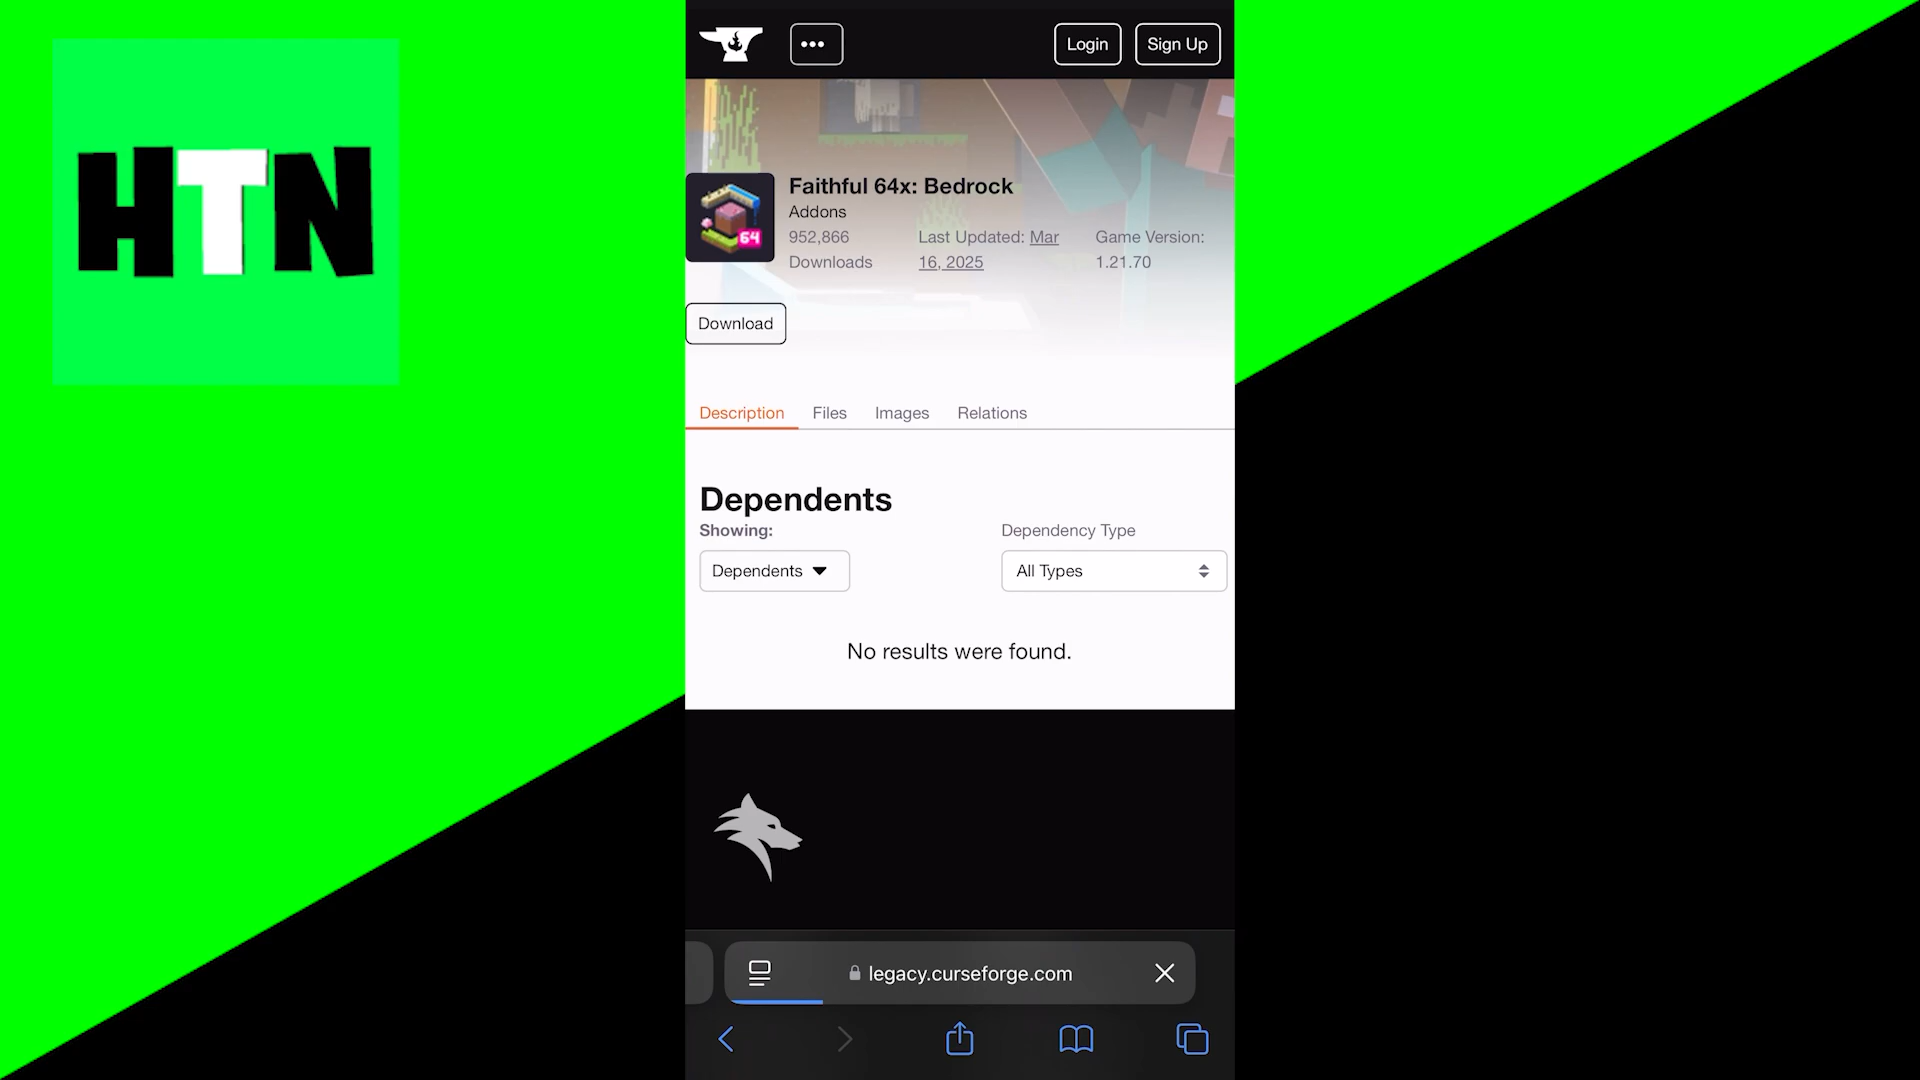 HTN
•••
Login
Sign Up
Faithful 64x: Bedrock
Addons
952,866
Downloads
Last Updated: Mar
16, 2025
Game Version:
1.21.70
64
Download
Description
Files
Images
Relations
Dependents
Showing:
Dependency Type
Dependents
All Types
No results were found.
legacy.curseforge.com